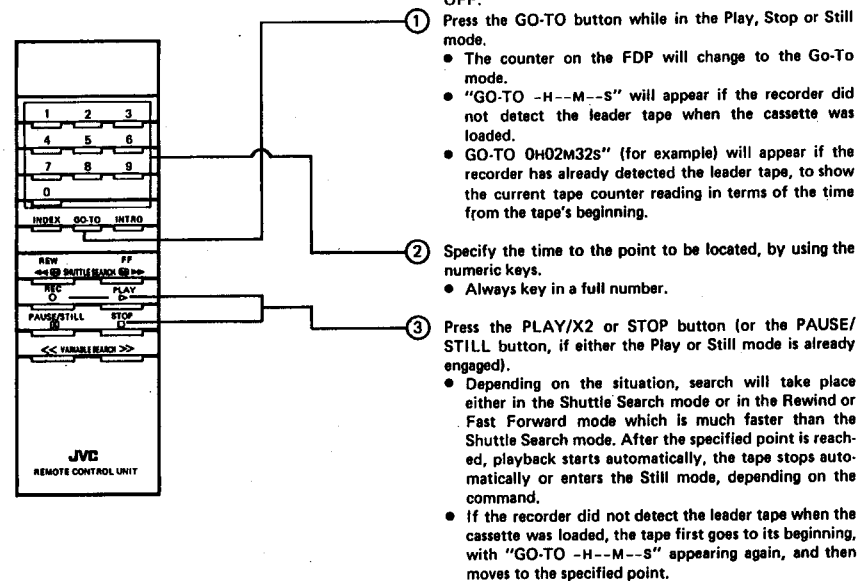 OFF.
① Press the GO-TO button while in the Play, Stop or Still
mode.
● The counter on the FDP will change to the Go-To
mode.
● "GO-TO -H--M--S" will appear if the recorder did
not detect the leader tape when the cassette was
loaded.
● GO-TO 0H02M32S" (for example) will appear if the
recorder has already detected the leader tape, to show
the current tape counter reading in terms of the time
from the tape's beginning.
② Specify the time to the point to be located, by using the
numeric keys.
● Always key in a full number.
③ Press the PLAY/X2 or STOP button (or the PAUSE/
STILL button, if either the Play or Still mode is already
engaged).
● Depending on the situation, search will take place
either in the Shuttle Search mode or in the Rewind or
Fast Forward mode which is much faster than the
Shuttle Search mode. After the specified point is reach-
ed, playback starts automatically, the tape stops auto-
matically or enters the Still mode, depending on the
command.
● If the recorder did not detect the leader tape when the
cassette was loaded, the tape first goes to its beginning,
with "GO-TO -H--M--S" appearing again, and then
moves to the specified point.
1 2 3
4 5 6
7 8 9
0
INDEX GO-TO INTRO
REW FF
SHUTTLE SEARCH
REC PLAY
PAUSE/STILL STOP
<< VARIABLE SEARCH >>
JVC
REMOTE CONTROL UNIT